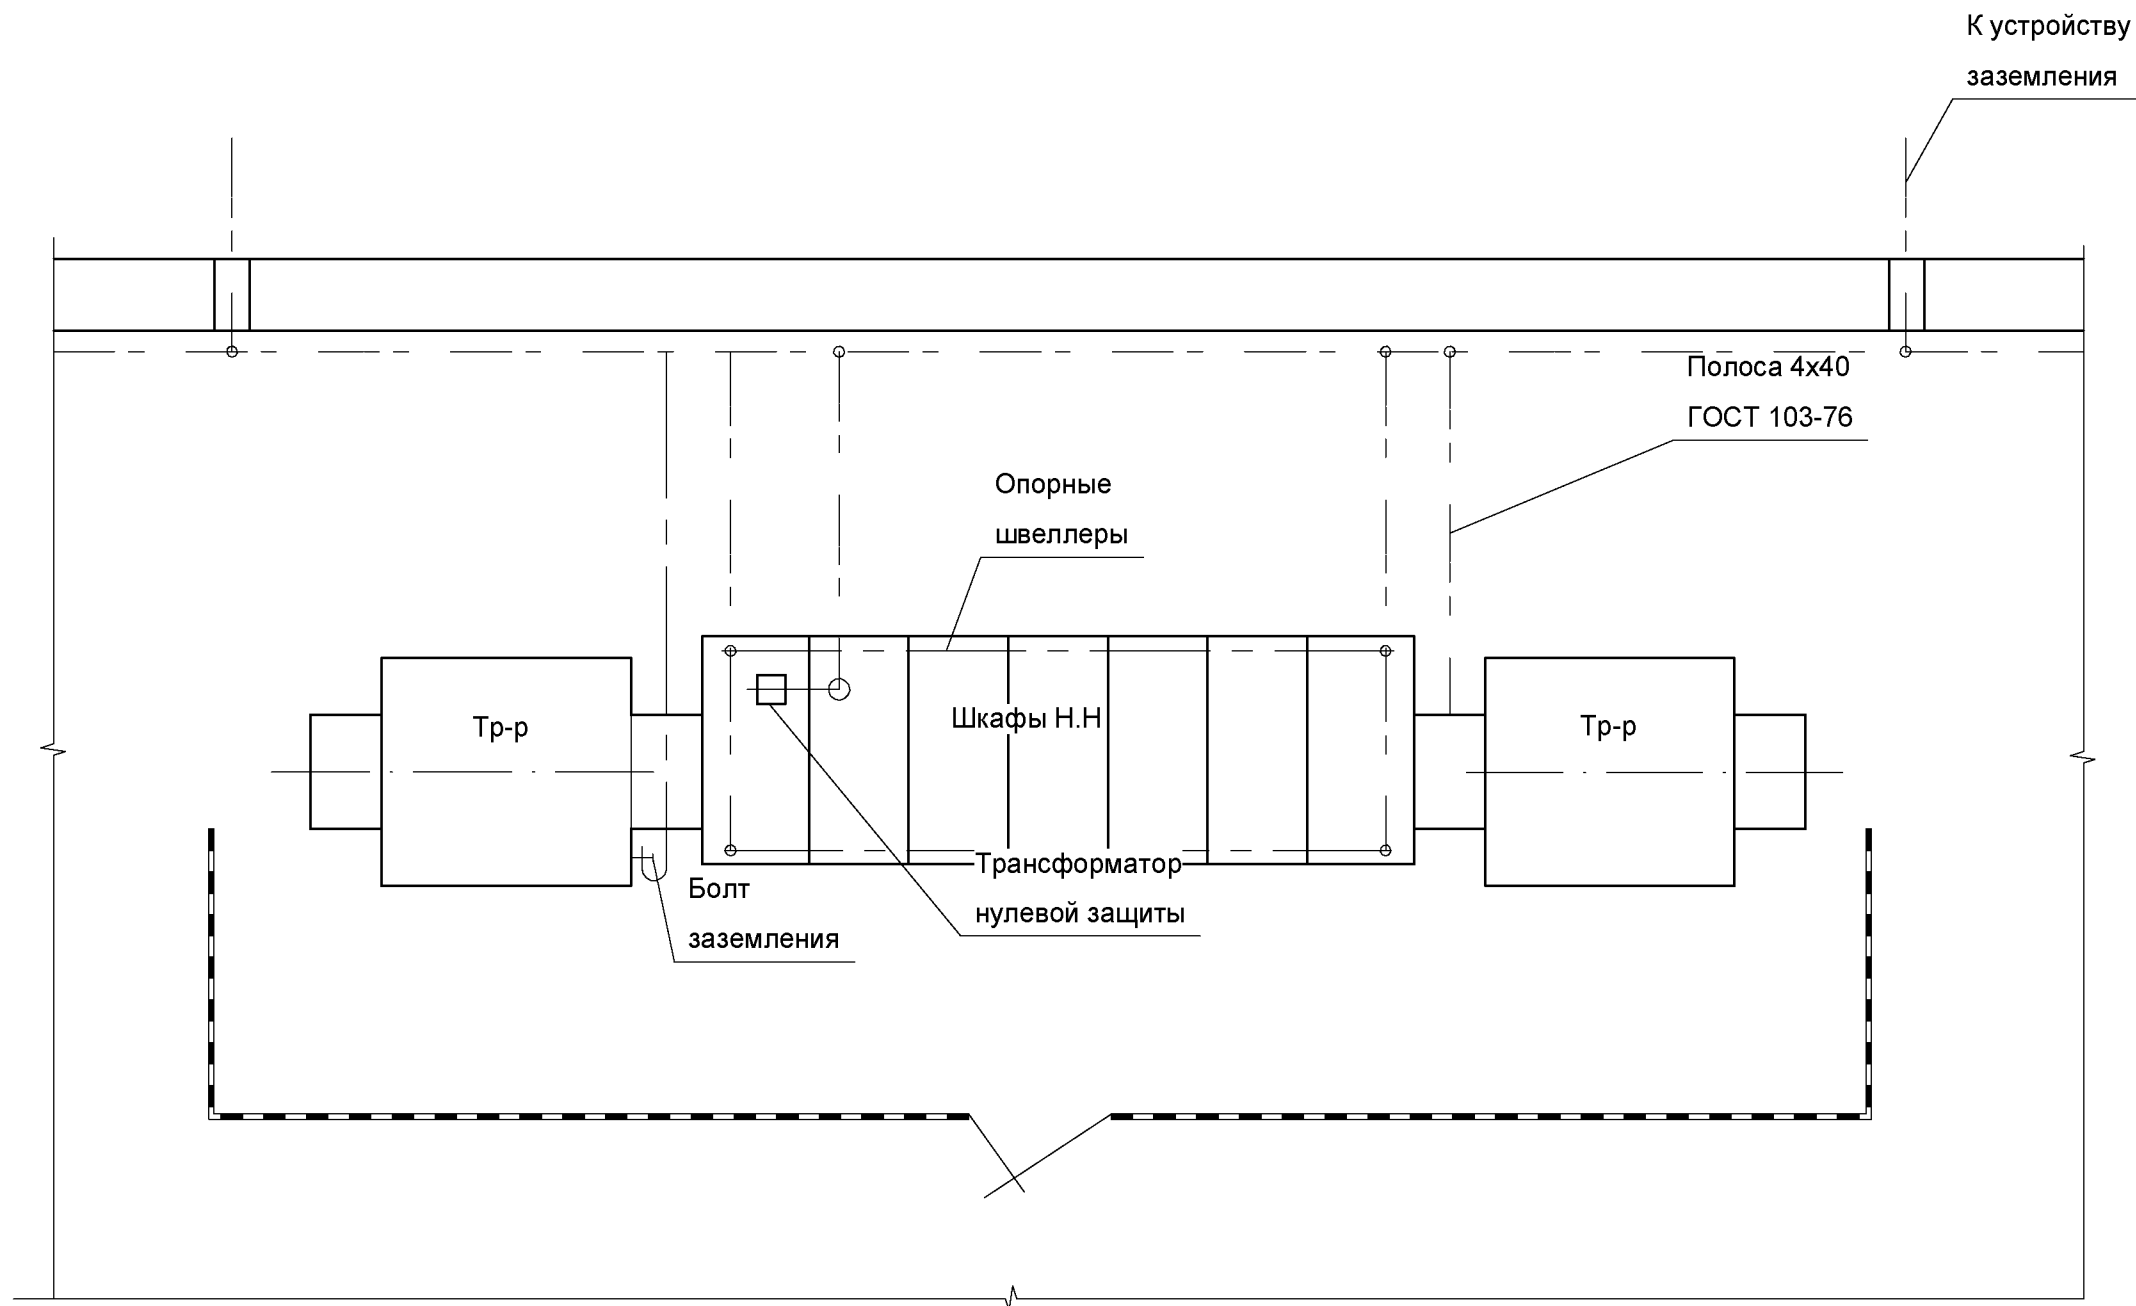 К устройству
заземления
Полоса 4х40
ГОСТ 103-76
Опорные
швеллеры
Тр-р
Шкафы Н.Н
Тр-р
Трансформатор
нулевой защиты
Болт
заземления